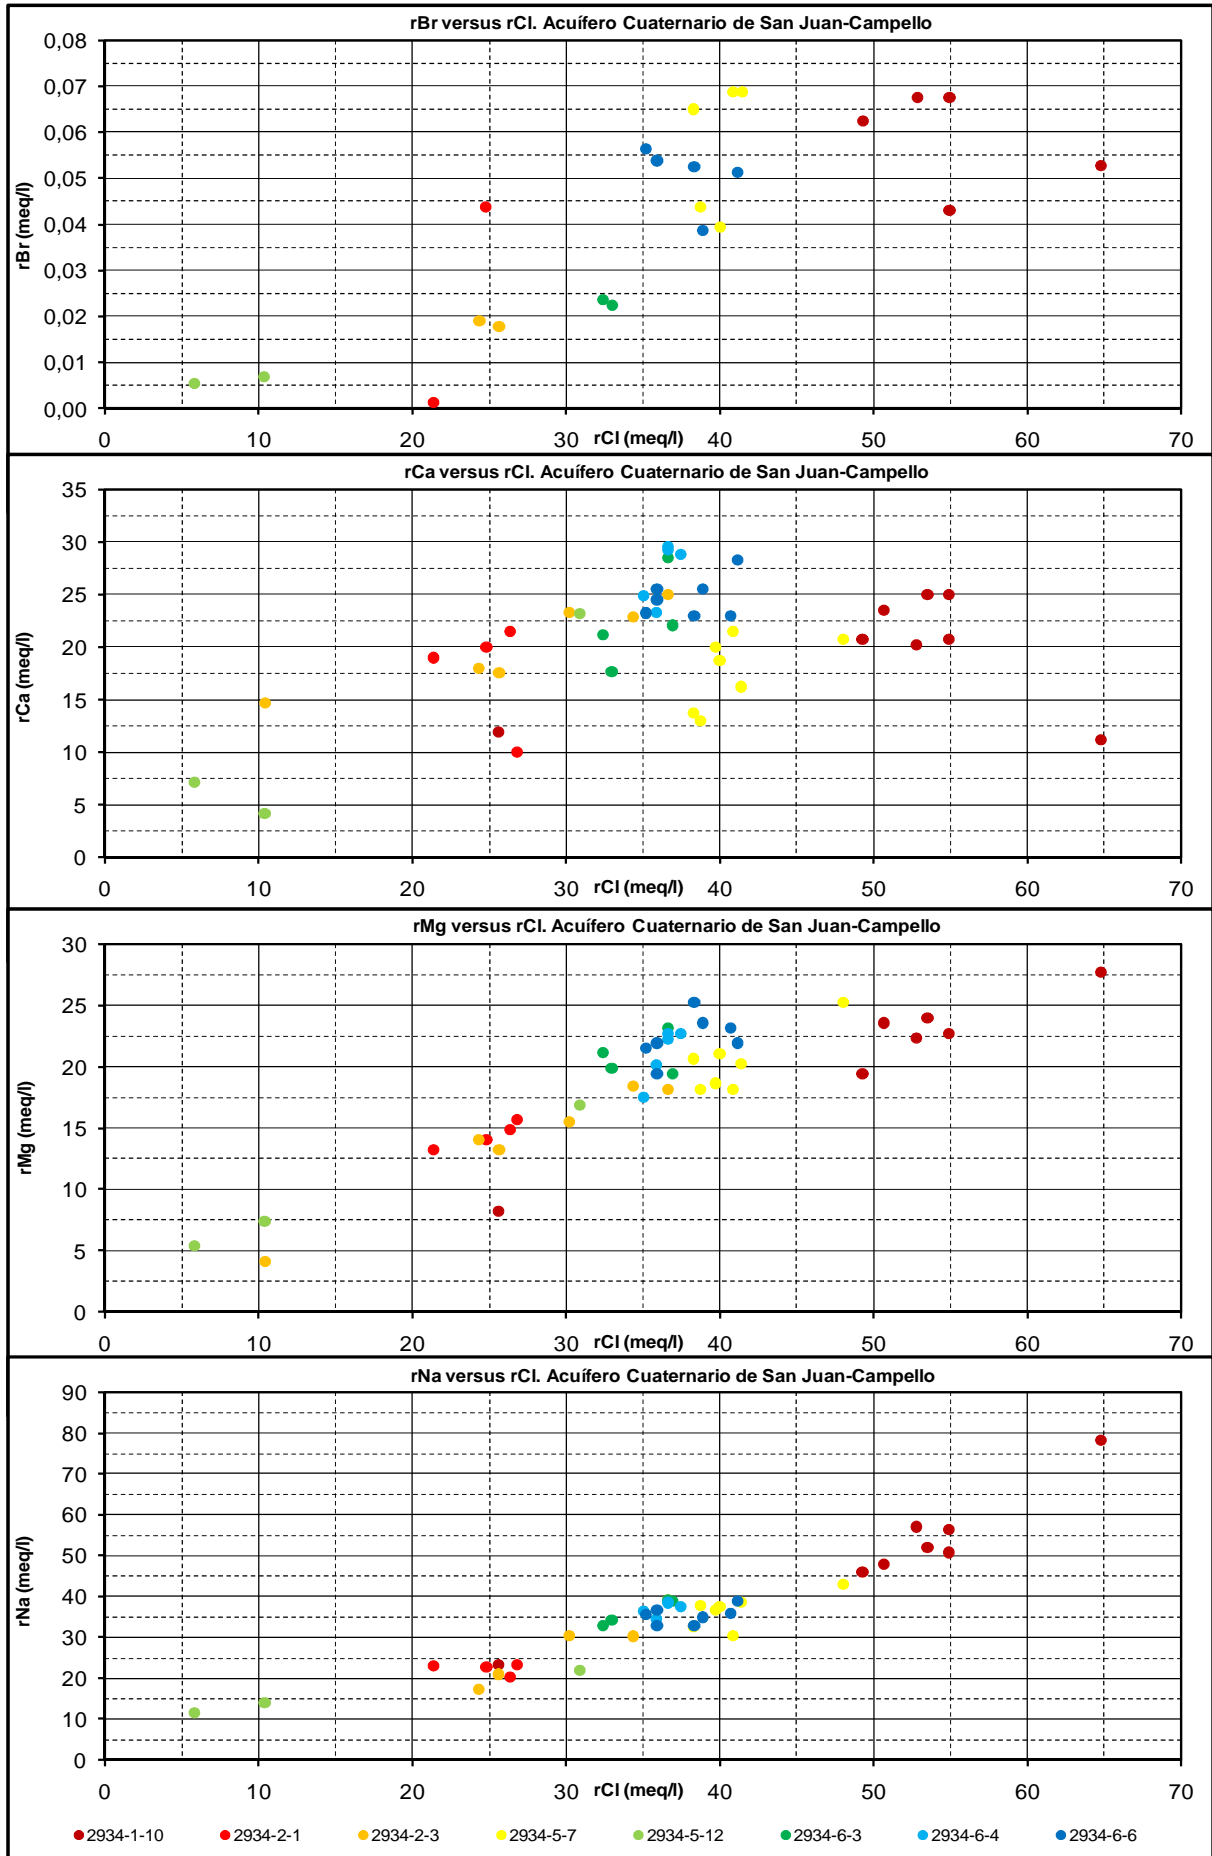 rBr versus rCl. Acuífero Cuaternario de San Juan-Campello
0,08
0,07
0,06
0,05
0,04
0,03
0,02
0,01
0,00
rBr (meq/l)
0 10 20 30 40 50 60 70
rCl (meq/l)
rCa versus rCl. Acuífero Cuaternario de San Juan-Campello
35
30
25
20
15
10
5
0
rCa (meq/l)
0 10 20 30 40 50 60 70
rCl (meq/l)
rMg versus rCl. Acuífero Cuaternario de San Juan-Campello
30
25
20
15
10
5
0
rMg (meq/l)
0 10 20 30 40 50 60 70
rCl (meq/l)
rNa versus rCl. Acuífero Cuaternario de San Juan-Campello
90
80
70
60
50
40
30
20
10
0
rNa (meq/l)
0 10 20 30 40 50 60 70
rCl (meq/l)
2934-1-10 2934-2-1 2934-2-3 2934-5-7 2934-5-12 2934-6-3 2934-6-4 2934-6-6